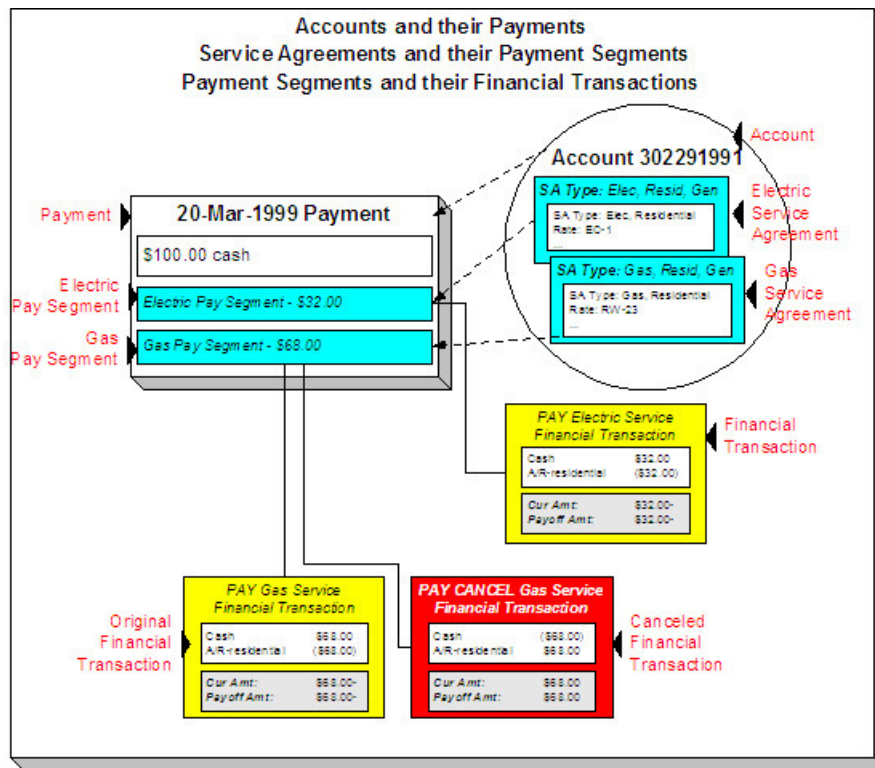 Accounts and their Payments
Service Agreements and their Payment Segments
Payment Segments and their Financial Transactions
Account
Account 302291991
SA Type: Elec, Resid, Gen
SA Type: Elec, Residential
Rate: EC-1
...
Electric
Service
Agreement
SA Type: Gas, Resid, Gen
SA Type: Gas, Residential
Rate: RW-23
...
Gas
Service
Agreement
Payment
20-Mar-1999 Payment
$100.00 cash
Electric
Pay Segment
Electric Pay Segment - $32.00
Gas
Pay Segment
Gas Pay Segment - $68.00
PAY Electric Service
Financial Transaction
Cash $32.00
A/R-residential ($32.00)
Cur Amt: $32.00-
Payoff Amt: $32.00-
Financial
Transaction
Original
Financial
Transaction
PAY Gas Service
Financial Transaction
Cash $68.00
A/R-residential ($68.00)
Cur Amt: $68.00-
Payoff Amt: $68.00-
PAY CANCEL Gas Service
Financial Transaction
Cash ($68.00)
A/R-residential $68.00
Cur Amt: $68.00
Payoff Amt: $68.00
Canceled
Financial
Transaction